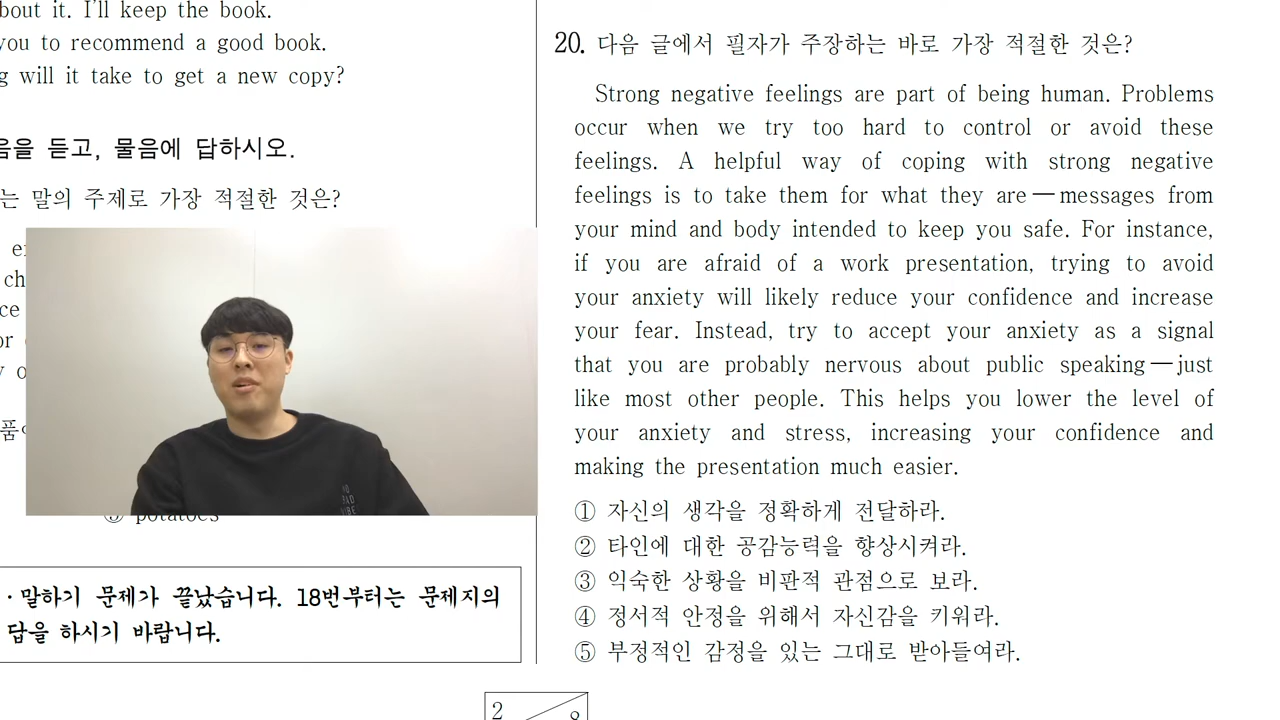 bout it. I'll keep the book.
you to recommend a good book.
g will it take to get a new copy?
음을 듣고, 물음에 답하시오.
는 말의 주제로 가장 적절한 것은?
ch
⑤ potatoes
· 말하기 문제가 끝났습니다. 18번부터는 문제지의
답을 하시기 바랍니다.
2
8
20. 다음 글에서 필자가 주장하는 바로 가장 적절한 것은?
Strong negative feelings are part of being human. Problems
occur when we try too hard to control or avoid these
feelings. A helpful way of coping with strong negative
feelings is to take them for what they are — messages from
your mind and body intended to keep you safe. For instance,
if you are afraid of a work presentation, trying to avoid
your anxiety will likely reduce your confidence and increase
your fear. Instead, try to accept your anxiety as a signal
that you are probably nervous about public speaking — just
like most other people. This helps you lower the level of
your anxiety and stress, increasing your confidence and
making the presentation much easier.
① 자신의 생각을 정확하게 전달하라.
② 타인에 대한 공감능력을 향상시켜라.
③ 익숙한 상황을 비판적 관점으로 보라.
④ 정서적 안정을 위해서 자신감을 키워라.
⑤ 부정적인 감정을 있는 그대로 받아들여라.